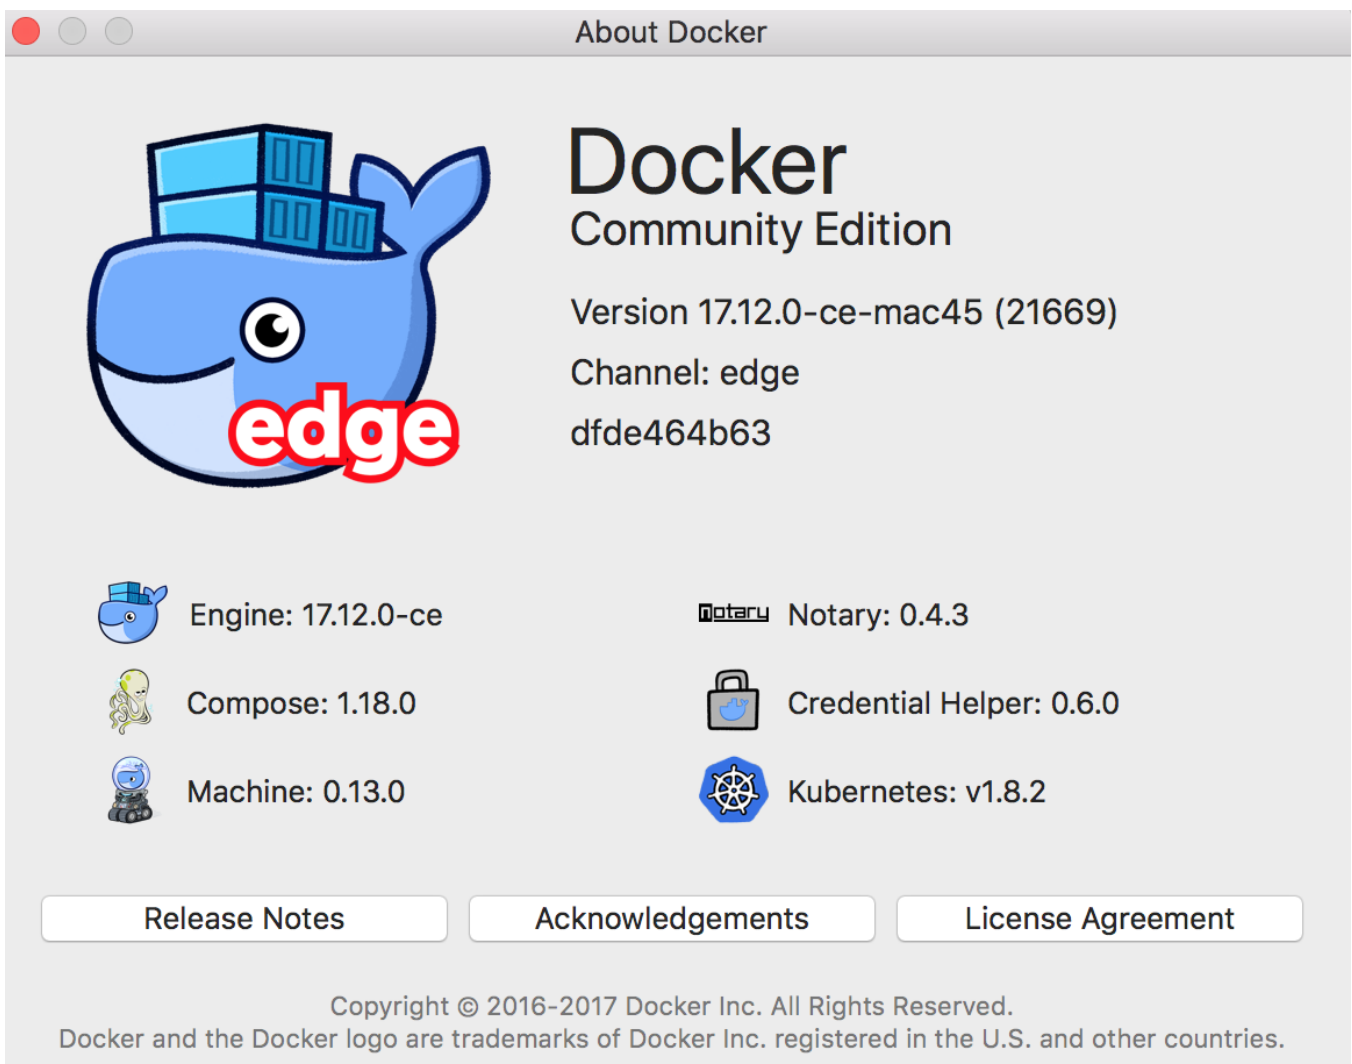 About Docker
Docker
Community Edition
Version 17.12.0-ce-mac45 (21669)
Channel: edge
dfde464b63
edge
Engine: 17.12.0-ce
notary Notary: 0.4.3
Compose: 1.18.0
Credential Helper: 0.6.0
Machine: 0.13.0
Kubernetes: v1.8.2
Release Notes
Acknowledgements
License Agreement
Copyright © 2016-2017 Docker Inc. All Rights Reserved.
Docker and the Docker logo are trademarks of Docker Inc. registered in the U.S. and other countries.